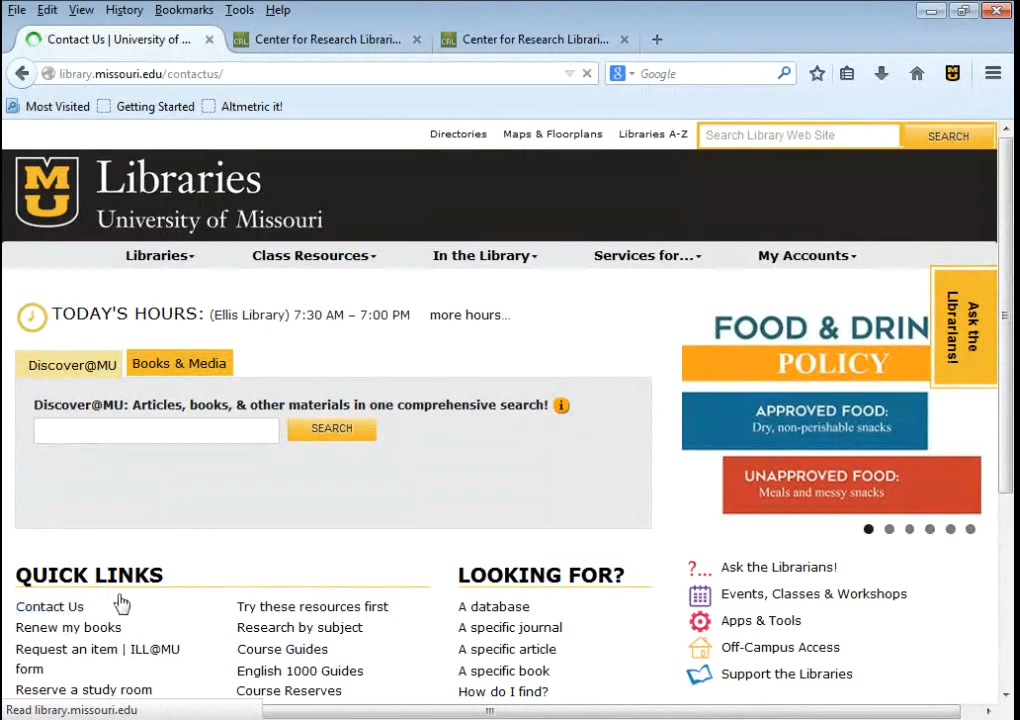 File Edit View History Bookmarks Tools Help
Contact Us | University of ... × CRL Center for Research Librari... × CRL Center for Research Librari... × +
library.missouri.edu/contactus/
Google
Most Visited Getting Started Altmetric it!
Directories Maps & Floorplans Libraries A-Z Search Library Web Site SEARCH
MU Libraries
University of Missouri
Libraries Class Resources In the Library Services for... My Accounts
TODAY'S HOURS: (Ellis Library) 7:30 AM – 7:00 PM more hours...
Discover@MU Books & Media
Discover@MU: Articles, books, & other materials in one comprehensive search! i
SEARCH
FOOD & DRIN
POLICY
APPROVED FOOD:
Dry, non-perishable snacks
UNAPPROVED FOOD:
Meals and messy snacks
Ask the
Librarians!
QUICK LINKS
Contact Us
Renew my books
Request an item | ILL@MU
form
Reserve a study room
Try these resources first
Research by subject
Course Guides
English 1000 Guides
Course Reserves
LOOKING FOR?
A database
A specific journal
A specific article
A specific book
How do I find?
?... Ask the Librarians!
Events, Classes & Workshops
Apps & Tools
Off-Campus Access
Support the Libraries
Read library.missouri.edu